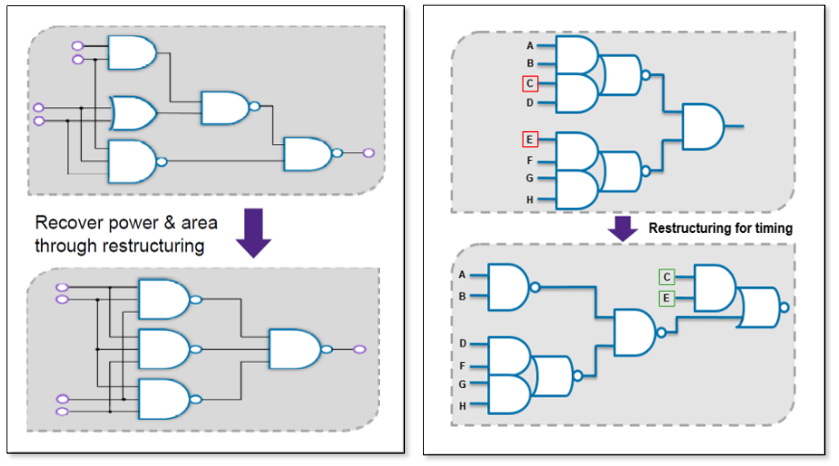 Recover power & area
through restructuring
A
B
C
D
E
F
G
H
Restructuring for timing
A
B
C
E
D
F
G
H